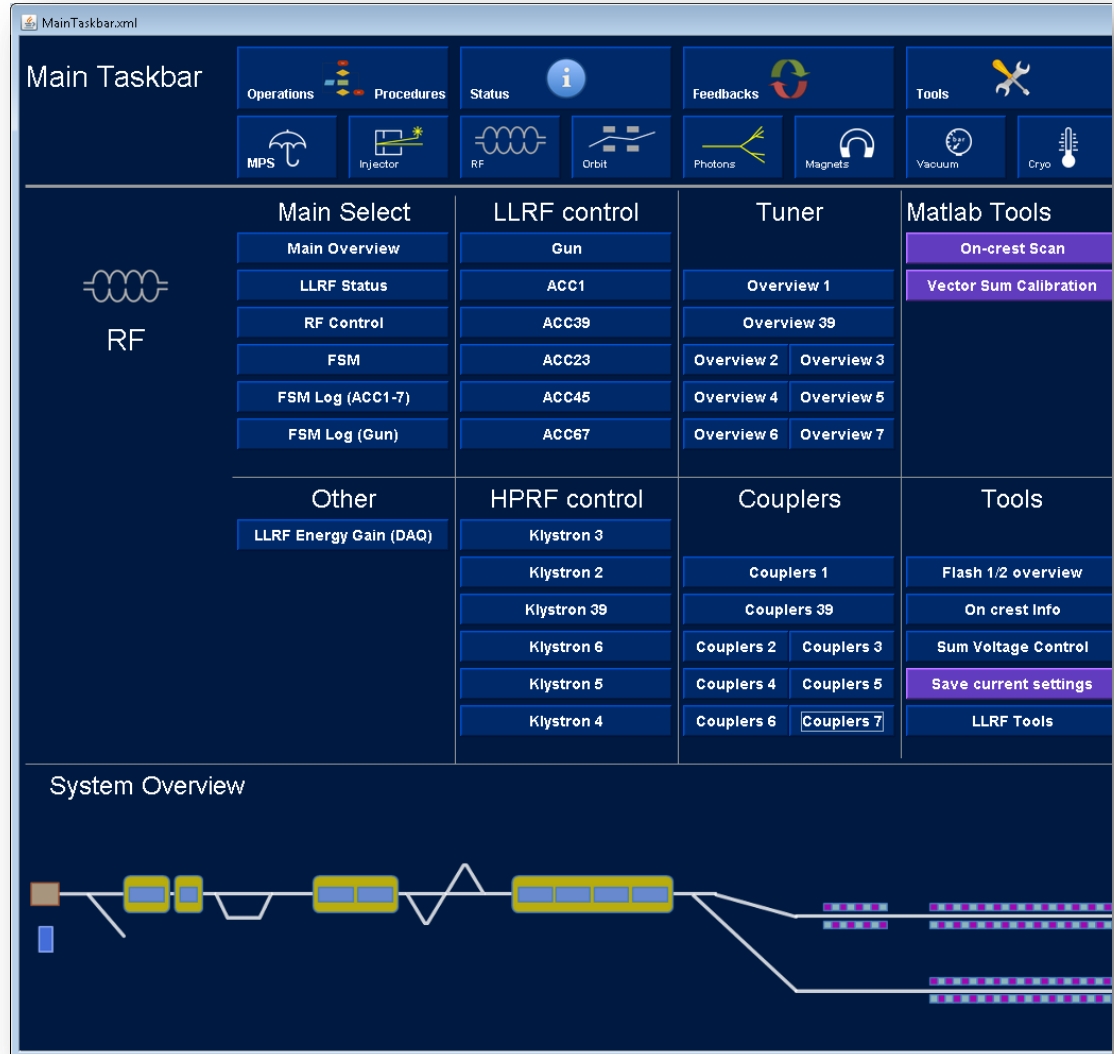 MainTaskbar.xml
Main Taskbar
Operations Procedures
Status
Feedbacks
Tools
MPS
Injector
RF
Orbit
Photons
Magnets
Vacuum
Cryo
RF
Main Select
Main Overview
LLRF Status
RF Control
FSM
FSM Log (ACC1-7)
FSM Log (Gun)
LLRF control
Gun
ACC1
ACC39
ACC23
ACC45
ACC67
Tuner
Overview 1
Overview 39
Overview 2 Overview 3
Overview 4 Overview 5
Overview 6 Overview 7
Matlab Tools
On-crest Scan
Vector Sum Calibration
Other
LLRF Energy Gain (DAQ)
HPRF control
Klystron 3
Klystron 2
Klystron 39
Klystron 6
Klystron 5
Klystron 4
Couplers
Couplers 1
Couplers 39
Couplers 2 Couplers 3
Couplers 4 Couplers 5
Couplers 6 Couplers 7
Tools
Flash 1/2 overview
On crest Info
Sum Voltage Control
Save current settings
LLRF Tools
System Overview